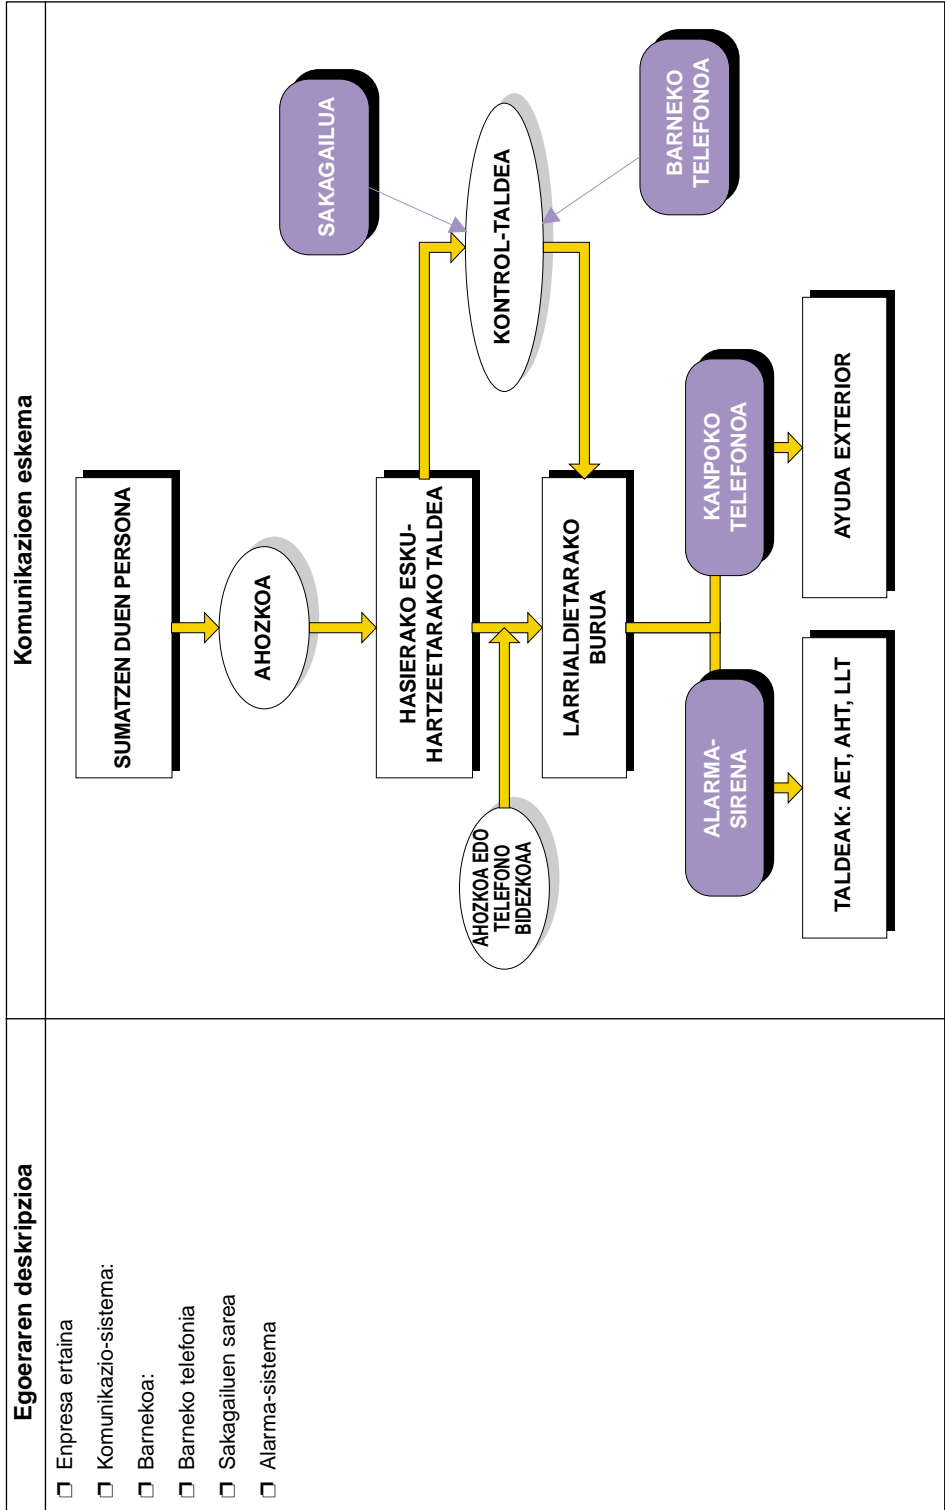 Egoeraren deskripzioa
Enpresa ertaina
Komunikazio-sistema:
Barnekoa:
Barneko telefonia
Sakagailuen sarea
Alarma-sistema
Komunikazioen eskema
SUMATZEN DUEN PERSONA
AHOZKOA
SAKAGAILUA
HASIERAKO ESKU-
HARTZEETARAKO TALDEA
KONTROL-TALDEA
AHOZKOA EDO
TELEFONO
BIDEZKOAA
LARRIALDIETARAKO
BURUA
BARNEKO
TELEFONOA
ALARMA-
SIRENA
KANPOKO
TELEFONOA
TALDEAK: AET, AHT, LLT
AYUDA EXTERIOR